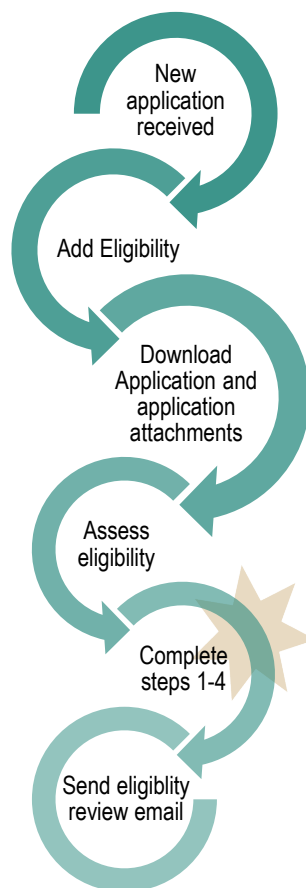 New
application
received
Add Eligibility
Download
Application and
application
attachments
Assess
eligibility
Complete
steps 1-4
Send eligiblity
review email